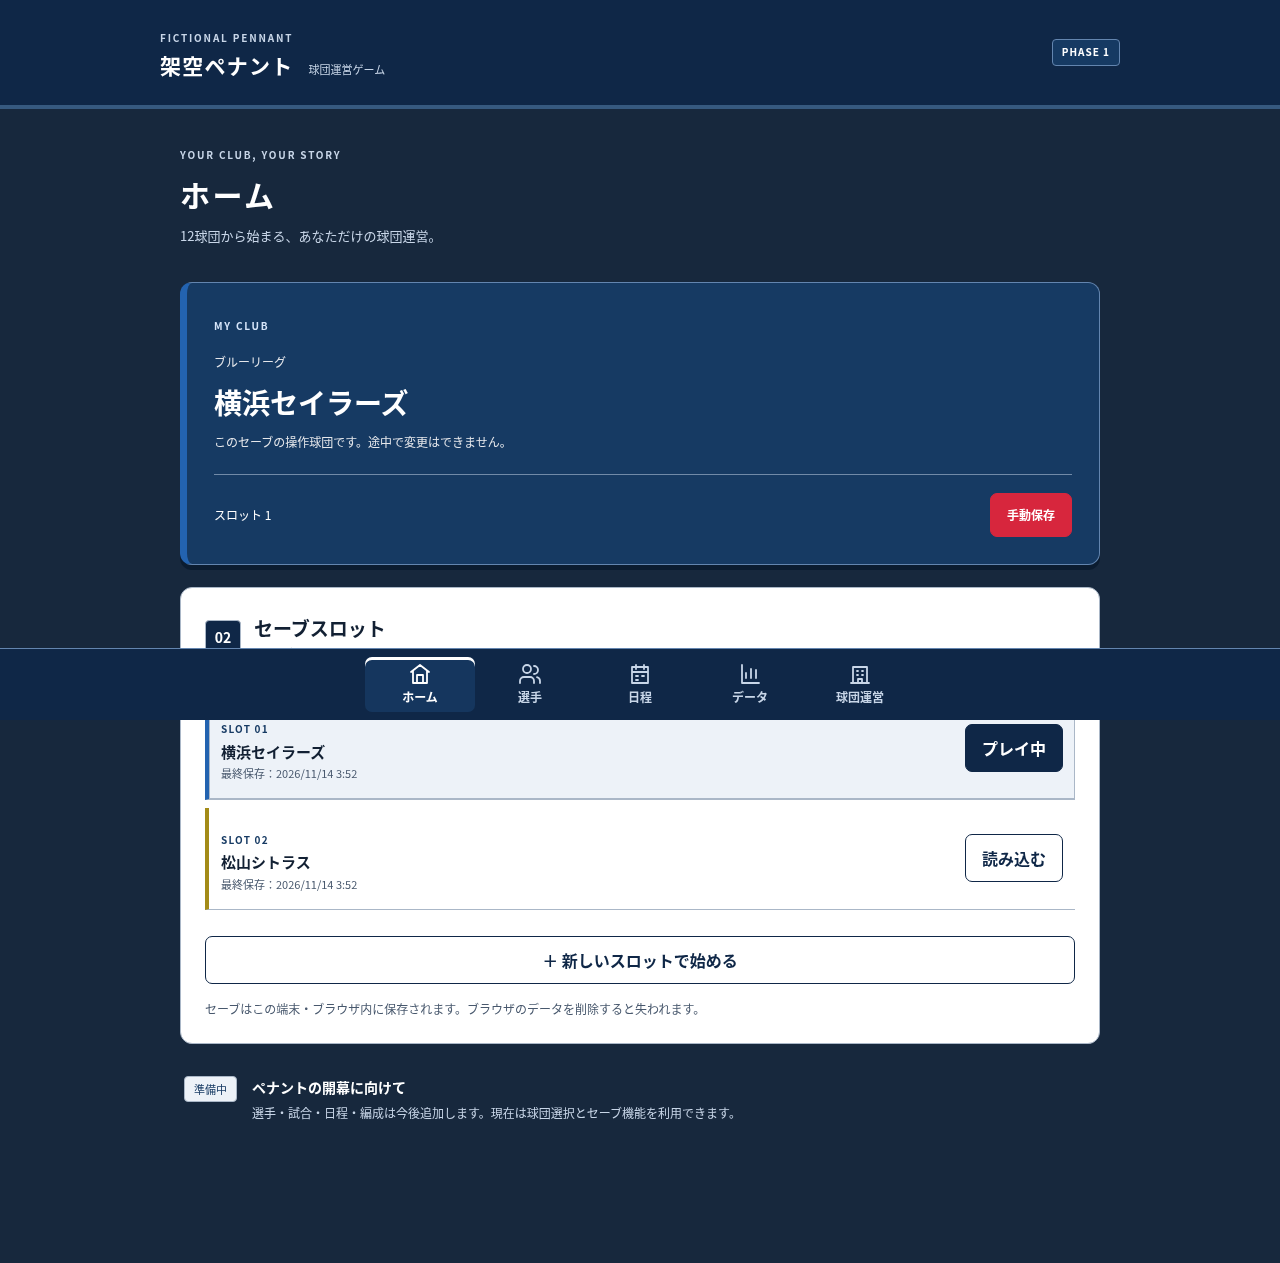 FICTIONAL PENNANT
架空ペナント 球団運営ゲーム
PHASE 1
YOUR CLUB, YOUR STORY
ホーム
12球団から始まる、あなただけの球団運営。
MY CLUB
ブルーリーグ
横浜セイラーズ
このセーブの操作球団です。途中で変更はできません。
スロット 1
手動保存
02 セーブスロット
ホーム 選手 日程 データ 球団運営
SLOT 01
横浜セイラーズ
最終保存：2026/11/14 3:52
プレイ中
SLOT 02
松山シトラス
最終保存：2026/11/14 3:52
読み込む
＋ 新しいスロットで始める
セーブはこの端末・ブラウザ内に保存されます。ブラウザのデータを削除すると失われます。
準備中
ペナントの開幕に向けて
選手・試合・日程・編成は今後追加します。現在は球団選択とセーブ機能を利用できます。